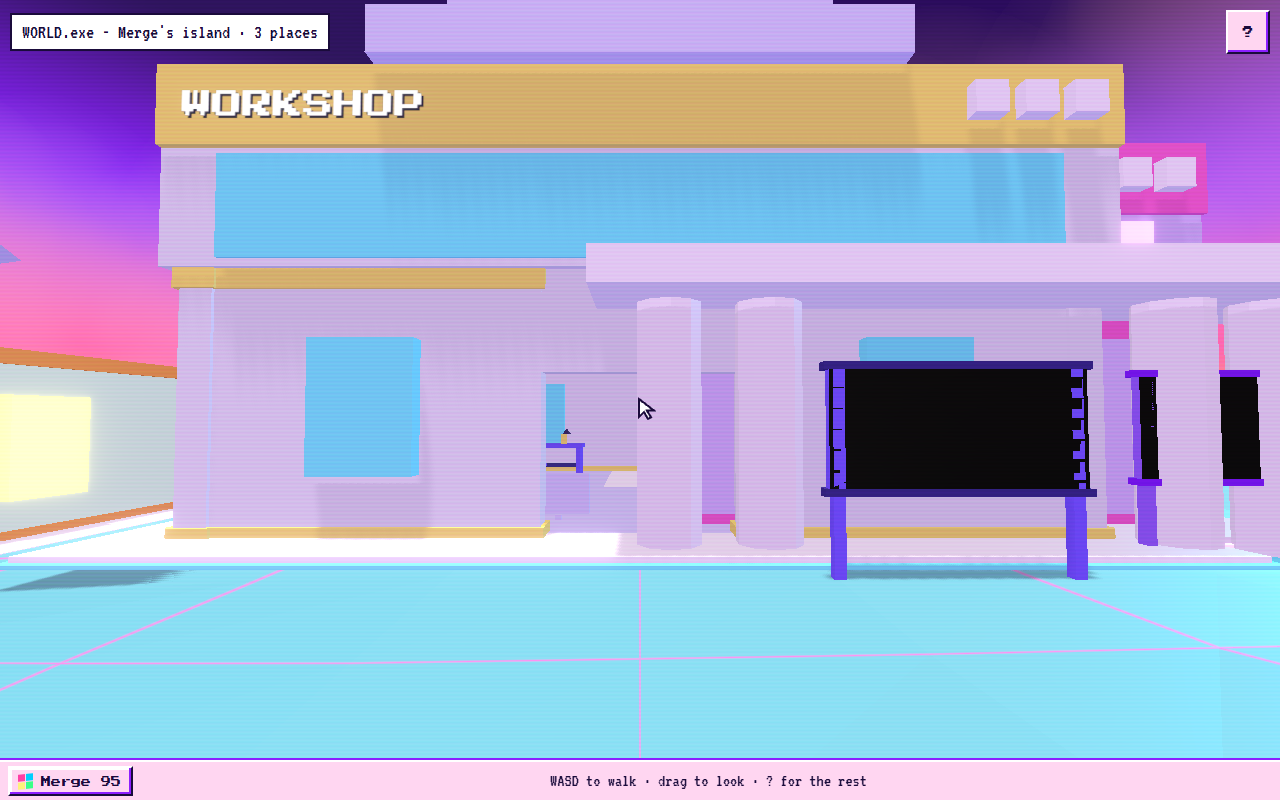 WORLD.exe - Merge's island · 3 places
?
WORKSHOP
Merge 95
WASD to walk · drag to look · ? for the rest